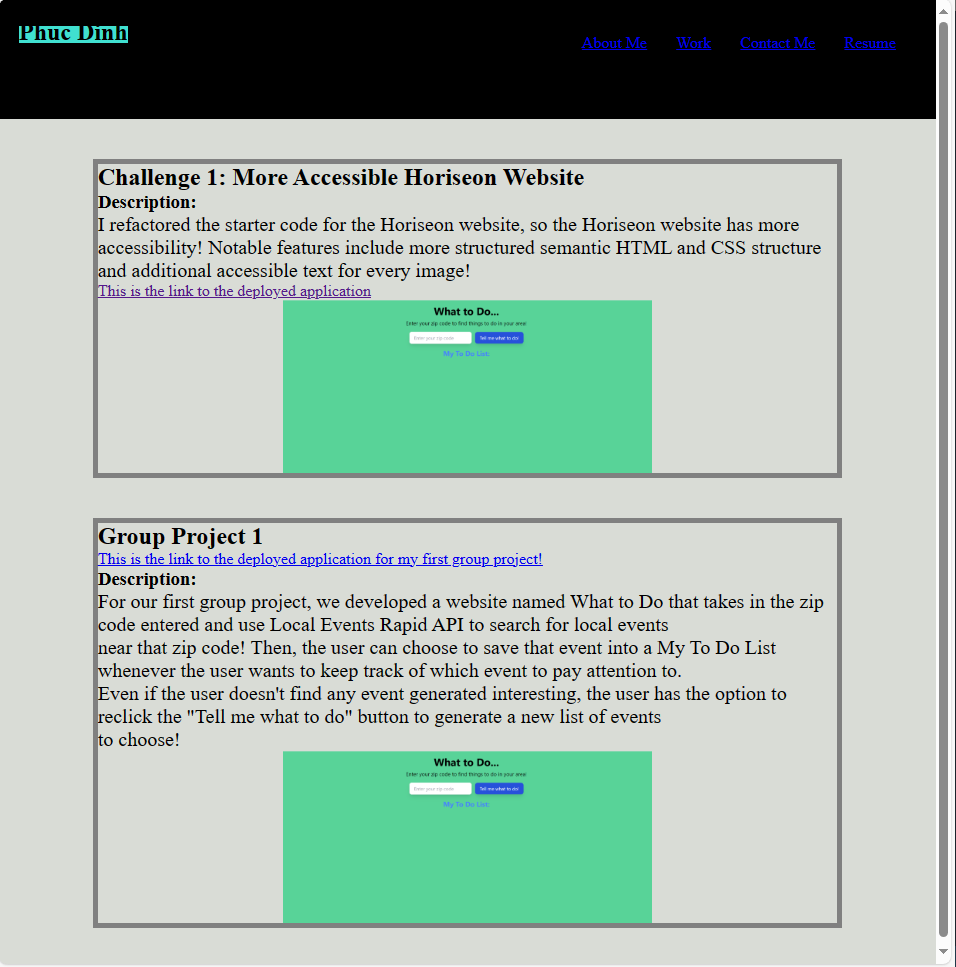 Phuc Dinh
About Me Work Contact Me Resume
Challenge 1: More Accessible Horiseon Website
Description:
I refactored the starter code for the Horiseon website, so the Horiseon website has more
accessibility! Notable features include more structured semantic HTML and CSS structure
and additional accessible text for every image!
This is the link to the deployed application
What to Do...
Enter your zip code to find things to do in your area!
Enter your zip code Tell me what to do!
My To Do List:
Group Project 1
This is the link to the deployed application for my first group project!
Description:
For our first group project, we developed a website named What to Do that takes in the zip
code entered and use Local Events Rapid API to search for local events
near that zip code! Then, the user can choose to save that event into a My To Do List
whenever the user wants to keep track of which event to pay attention to.
Even if the user doesn't find any event generated interesting, the user has the option to
reclick the "Tell me what to do" button to generate a new list of events
to choose!
What to Do...
Enter your zip code to find things to do in your area!
Enter your zip code Tell me what to do!
My To Do List: